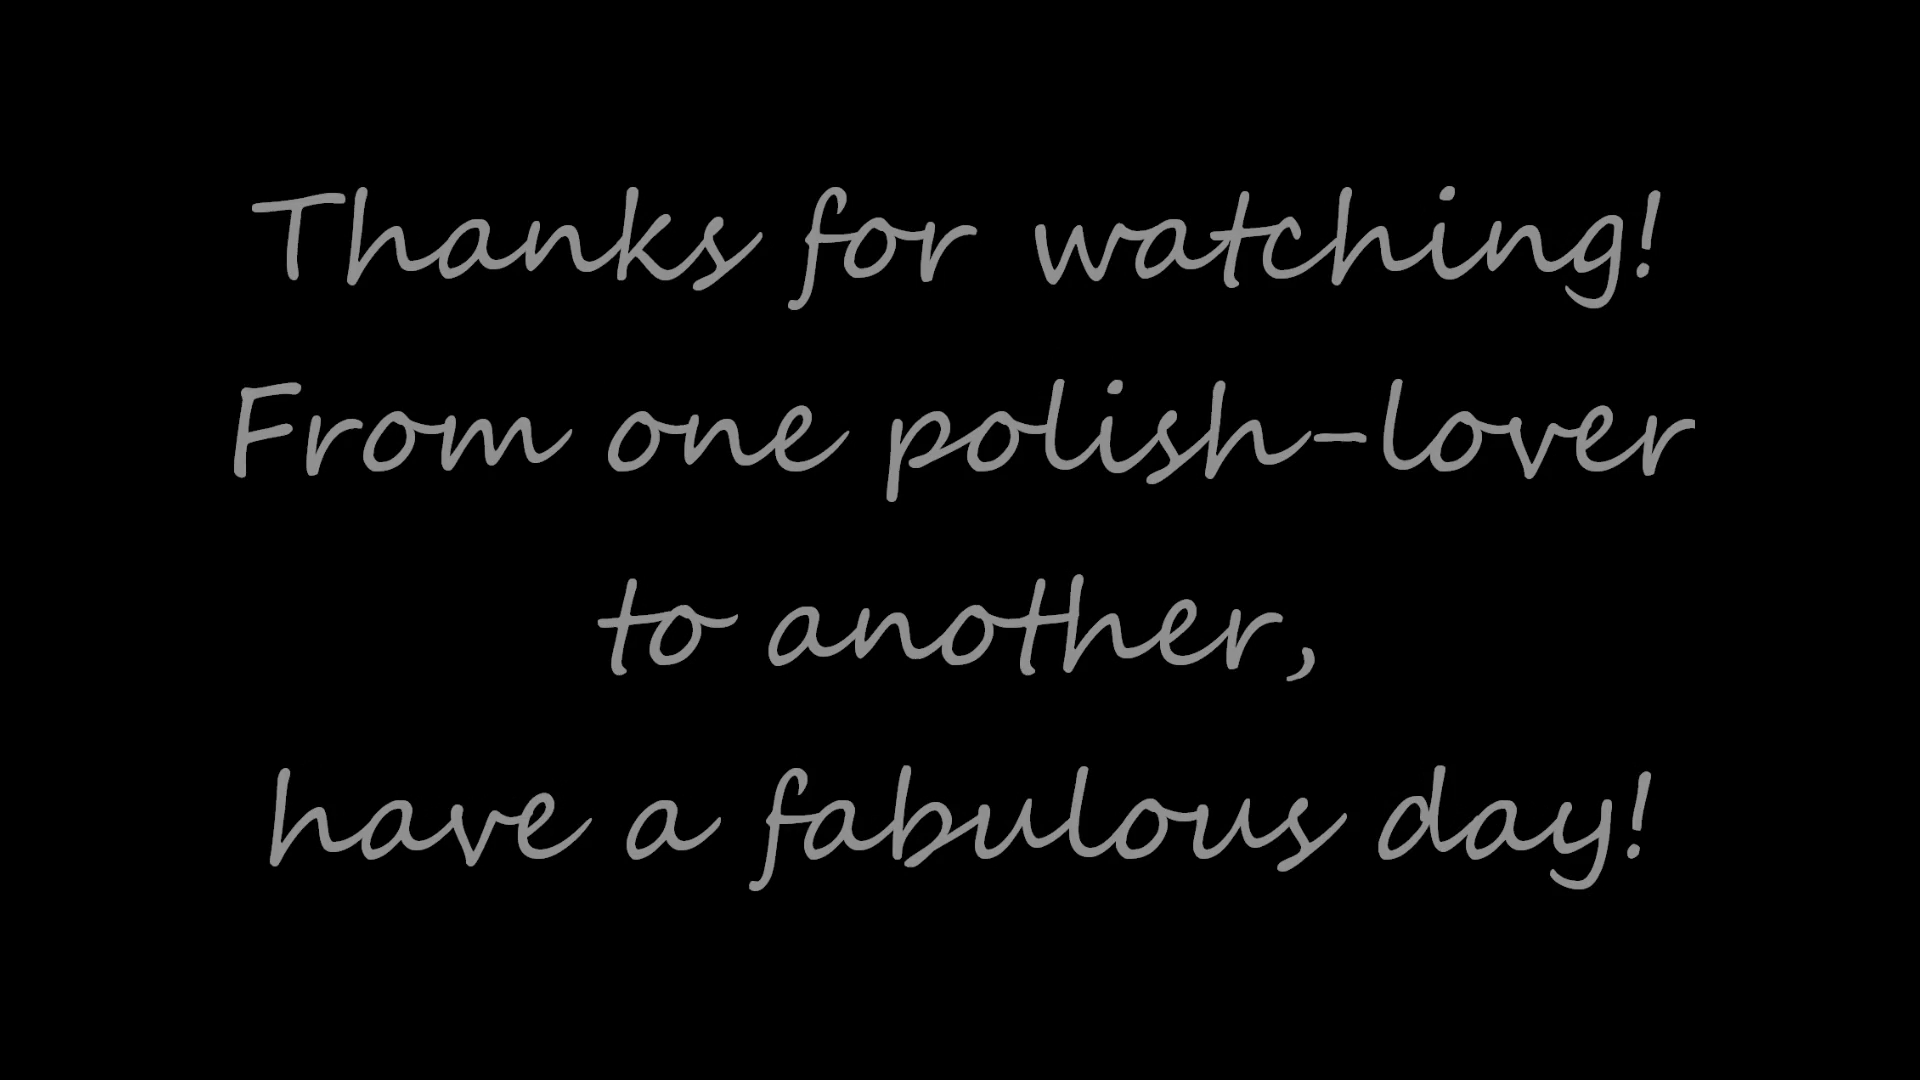 Thanks for watching!
From one polish-lover
to another,
have a fabulous day!